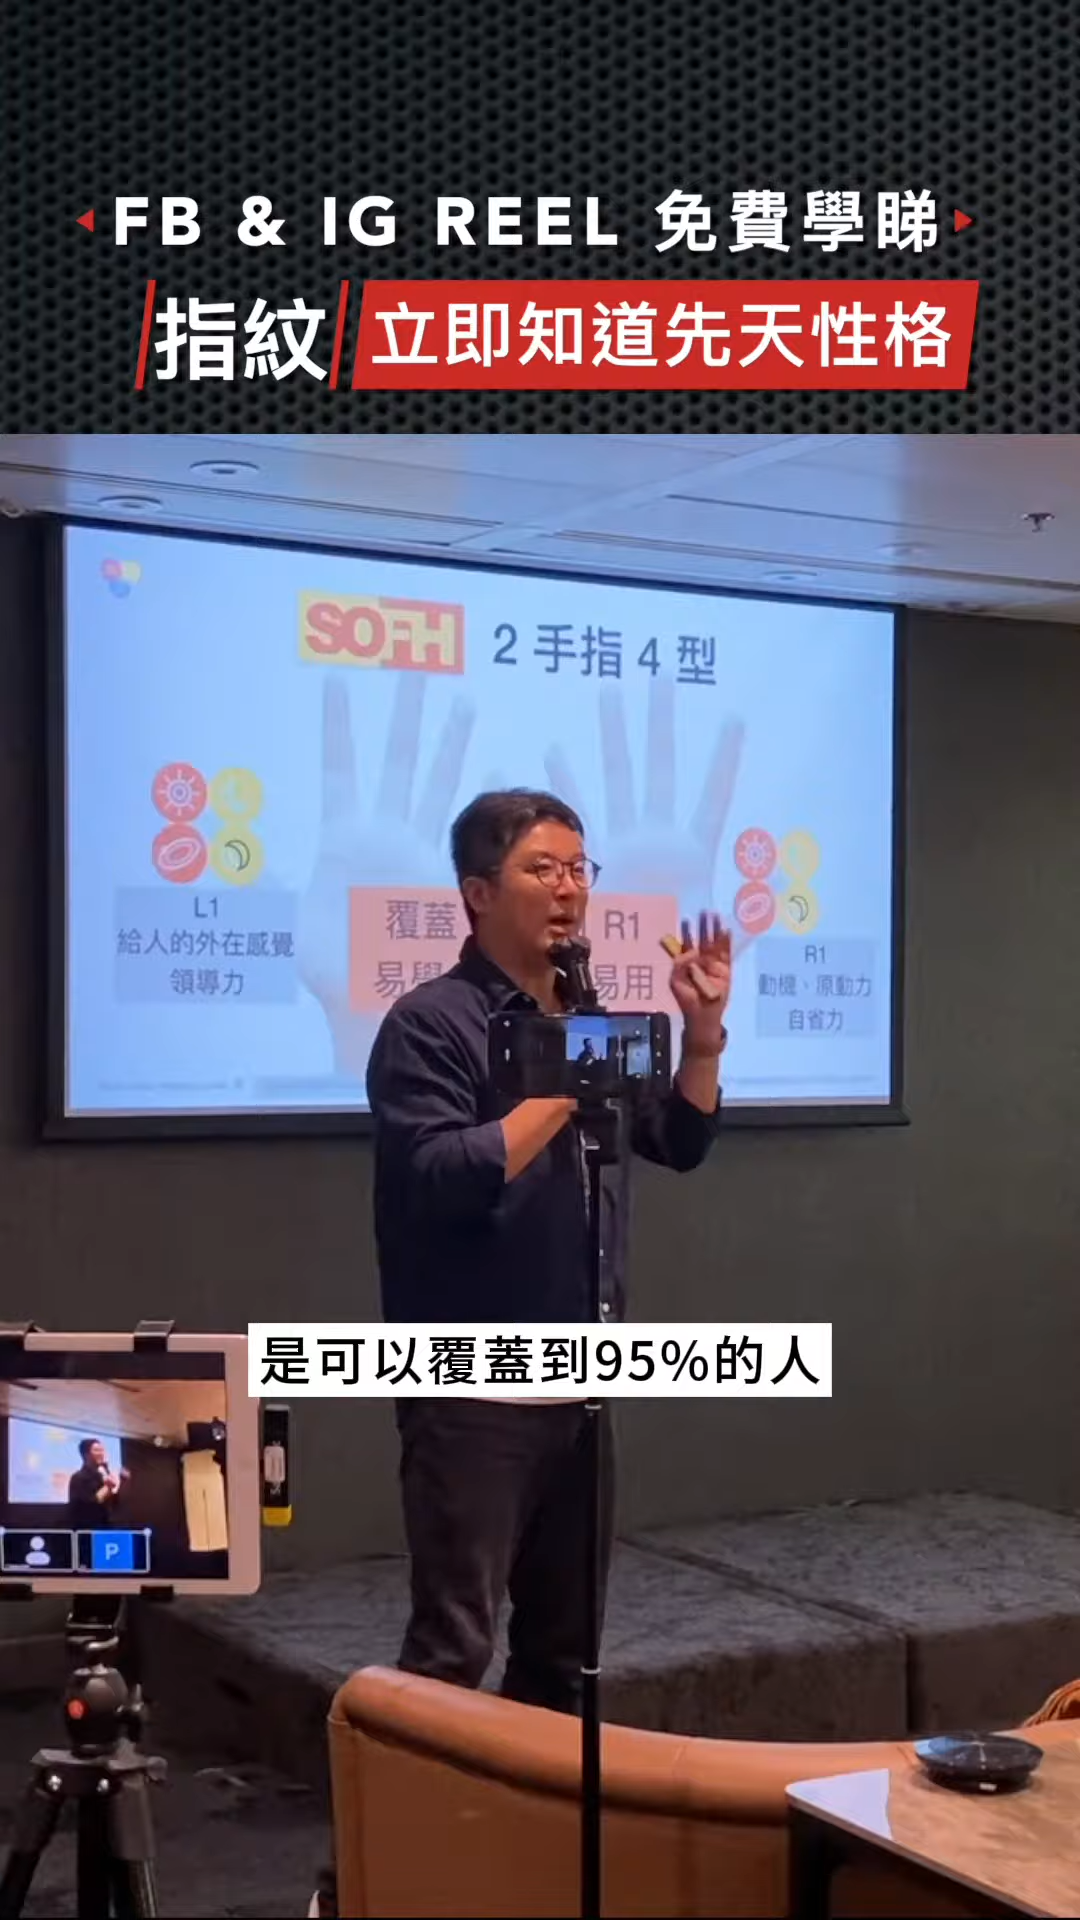 FB & IG REEL 免費學睇
指紋 立即知道先天性格
SOFH 2 手指 4 型
L1
給人的外在感覺
領導力
覆蓋
R1
易學
易用
R1
動機、原動力
自省力
是可以覆蓋到95%的人
P